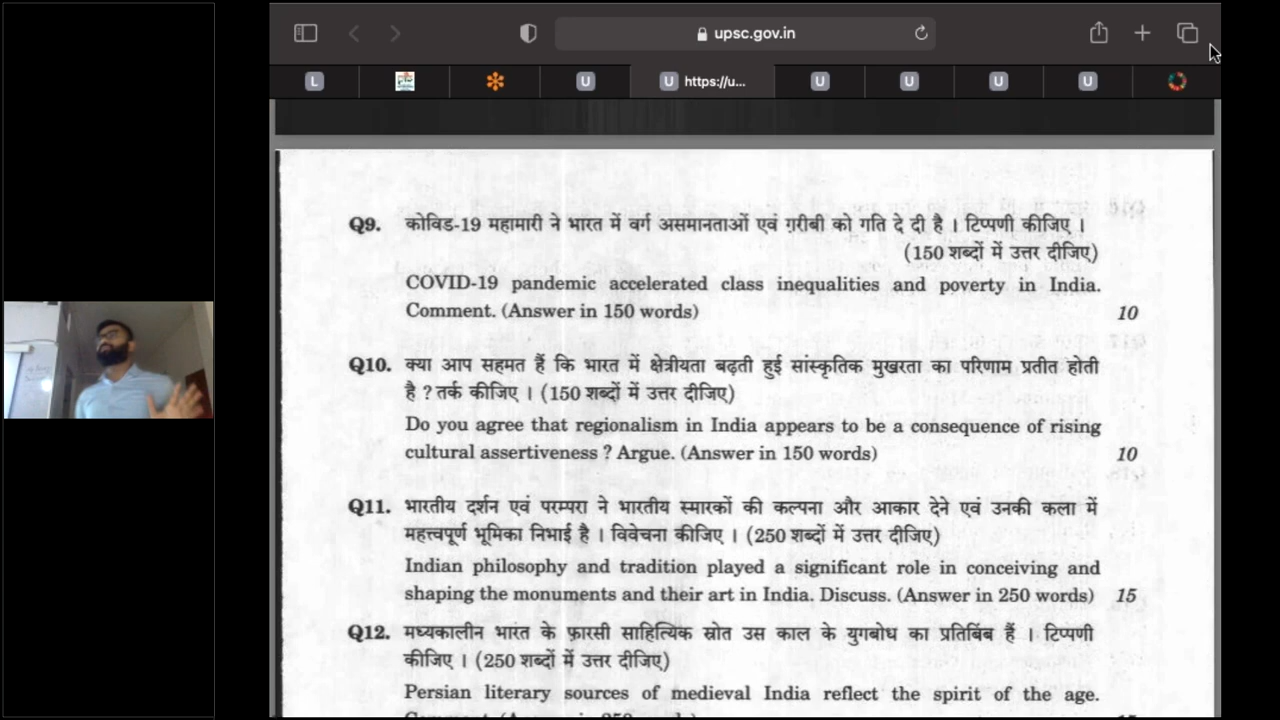 upsc.gov.in
L
U
U https://u...
U
U
U
U
Q9. कोविड-19 महामारी ने भारत में वर्ग असमानताओं एवं ग़रीबी को गति दे दी है । टिप्पणी कीजिए ।
(150 शब्दों में उत्तर दीजिए)
COVID-19 pandemic accelerated class inequalities and poverty in India.
Comment. (Answer in 150 words) 10
Q10. क्या आप सहमत हैं कि भारत में क्षेत्रीयता बढ़ती हुई सांस्कृतिक मुखरता का परिणाम प्रतीत होती
है ? तर्क कीजिए । (150 शब्दों में उत्तर दीजिए)
Do you agree that regionalism in India appears to be a consequence of rising
cultural assertiveness ? Argue. (Answer in 150 words) 10
Q11. भारतीय दर्शन एवं परम्परा ने भारतीय स्मारकों की कल्पना और आकार देने एवं उनकी कला में
महत्त्वपूर्ण भूमिका निभाई है । विवेचना कीजिए । (250 शब्दों में उत्तर दीजिए)
Indian philosophy and tradition played a significant role in conceiving and
shaping the monuments and their art in India. Discuss. (Answer in 250 words) 15
Q12. मध्यकालीन भारत के फ़ारसी साहित्यिक स्रोत उस काल के युगबोध का प्रतिबिंब हैं । टिप्पणी
कीजिए । (250 शब्दों में उत्तर दीजिए)
Persian literary sources of medieval India reflect the spirit of the age.